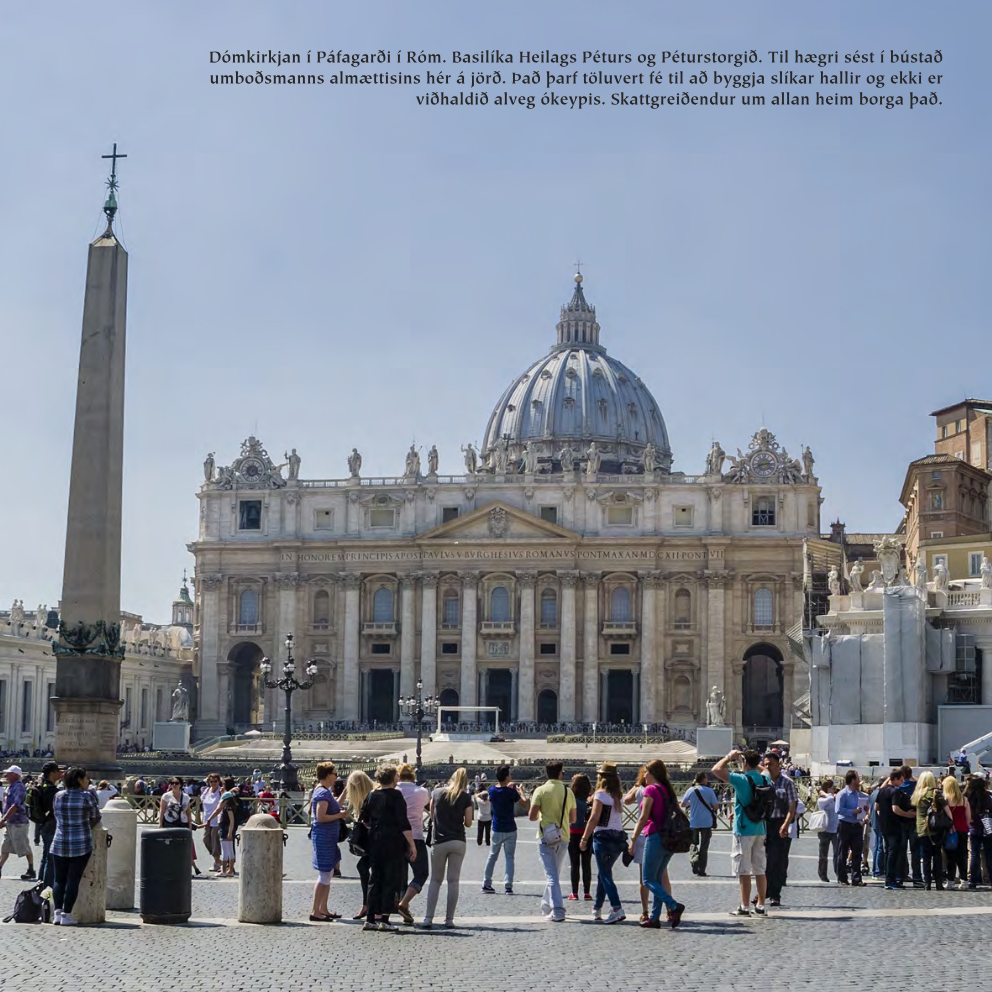 Dómkirkjan í Páfagarði í Róm. Basilíka Heilags Péturs og Péturstorgið. Til hægri sést í bústað
umboðsmanns almættisins hér á jörð. Það þarf töluvert fé til að byggja slíkar hallir og ekki er
viðhaldið alveg ókeypis. Skattgreiðendur um allan heim borga það.
IN HONOREM PRINCIPIS APOST PAVLVS V BVRGHESIVS ROMANVS PONT MAX AN MDCXII PONT VII